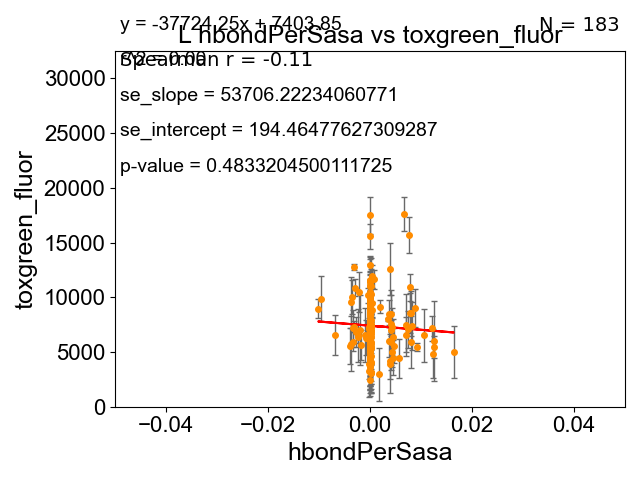 y = -37724.25x + 7403.85
N = 183
L hbondPerSasa vs toxgreen_fluor
Spearman r = -0.11
se_slope = 53706.22234060771
se_intercept = 194.46477627309287
p-value = 0.4833204500111725
toxgreen_fluor
30000
25000
20000
15000
10000
5000
0
−0.04
−0.02
0.00
0.02
0.04
hbondPerSasa